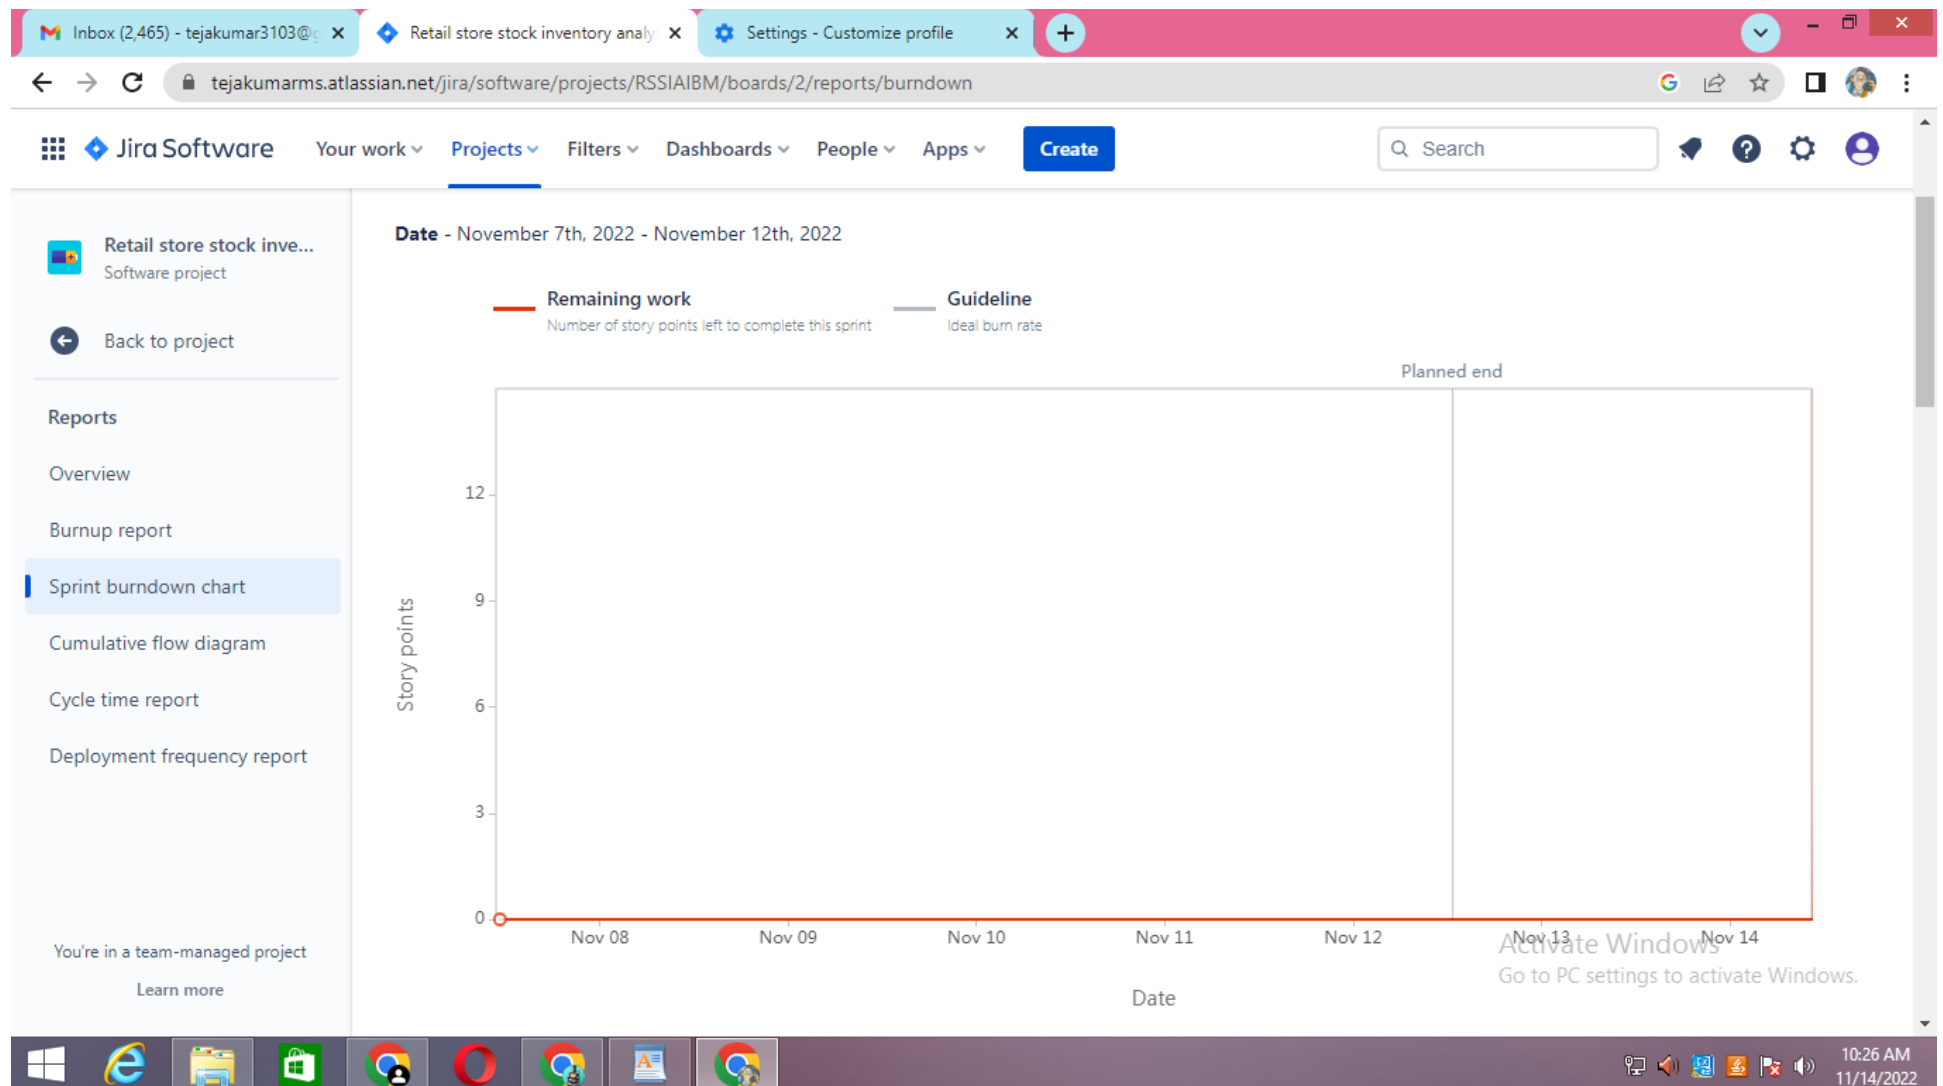 Inbox (2,465) - tejakumar3103@g
Retail store stock inventory analy
Settings - Customize profile
tejakumarms.atlassian.net/jira/software/projects/RSSIAIBM/boards/2/reports/burndown
Jira Software
Your work
Projects
Filters
Dashboards
People
Apps
Create
Search
Retail store stock inve...
Software project
Back to project
Reports
Overview
Burnup report
Sprint burndown chart
Cumulative flow diagram
Cycle time report
Deployment frequency report
You're in a team-managed project
Learn more
Date - November 7th, 2022 - November 12th, 2022
Remaining work
Number of story points left to complete this sprint
Guideline
Ideal burn rate
Planned end
Story points
12
9
6
3
0
Nov 08
Nov 09
Nov 10
Nov 11
Nov 12
Nov 13
Nov 14
Date
Activate Windows
Go to PC settings to activate Windows.
10:26 AM
11/14/2022